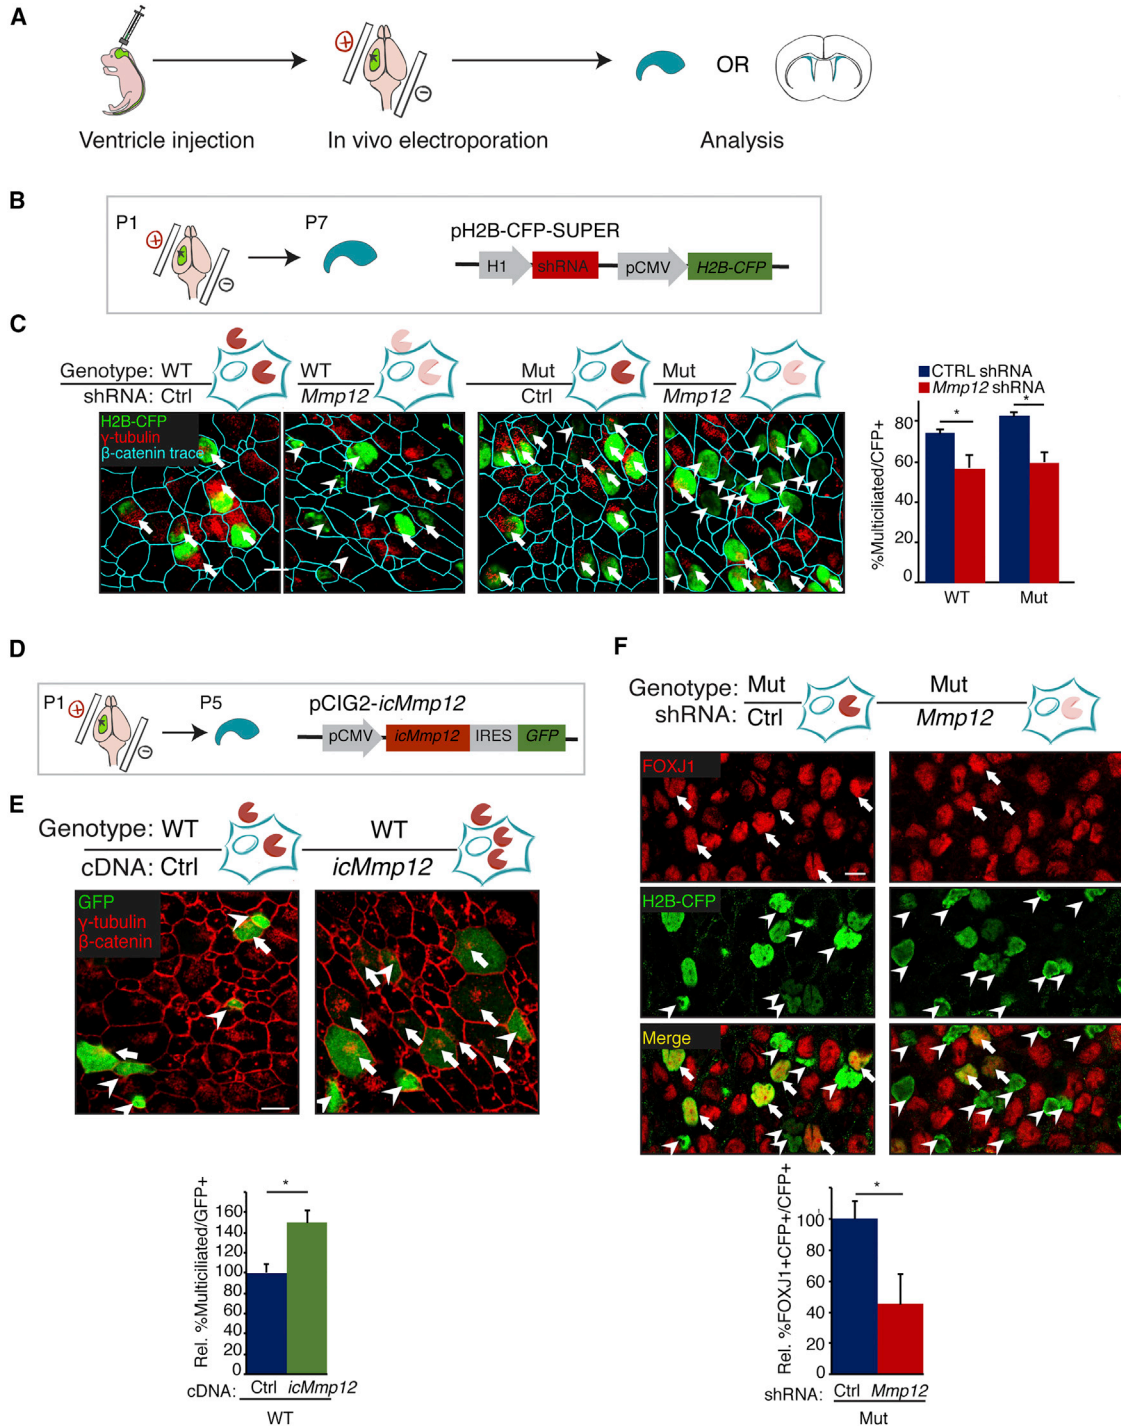 A
+
−
OR
Ventricle injection
In vivo electroporation
Analysis
B
P1
P7
pH2B-CFP-SUPER
+
−
H1
shRNA
pCMV
H2B-CFP
C
Genotype: WT
shRNA: Ctrl
WT
Mmp12
Mut
Ctrl
Mut
Mmp12
H2B-CFP
γ-tubulin
β-catenin trace
CTRL shRNA
Mmp12 shRNA
*
*
%Multiciliated/CFP+
80
60
40
20
0
WT
Mut
D
P1
P5
pCIG2-icMmp12
+
−
pCMV
icMmp12
IRES
GFP
E
Genotype: WT
cDNA: Ctrl
WT
icMmp12
GFP
γ-tubulin
β-catenin
*
Rel. %Multiciliated/GFP+
160
140
120
100
80
60
40
20
0
cDNA: Ctrl icMmp12
WT
F
Genotype: Mut
shRNA: Ctrl
Mut
Mmp12
FOXJ1
H2B-CFP
Merge
*
Rel. %FOXJ1+CFP+/CFP+
100
80
60
40
20
0
shRNA: Ctrl Mmp12
Mut